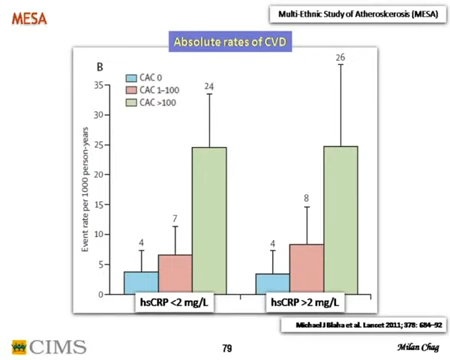 MESA
Multi-Ethnic Study of Atherosclerosis (MESA)
Absolute rates of CVD
B
CAC 0
CAC 1–100
CAC >100
Event rate per 1000 person-years
35
30
25
20
15
10
5
0
4
7
24
4
8
26
hsCRP <2 mg/L
hsCRP >2 mg/L
Michael J Blaha et al. Lancet 2011; 378: 684–92
CIMS
79
Milan Chag